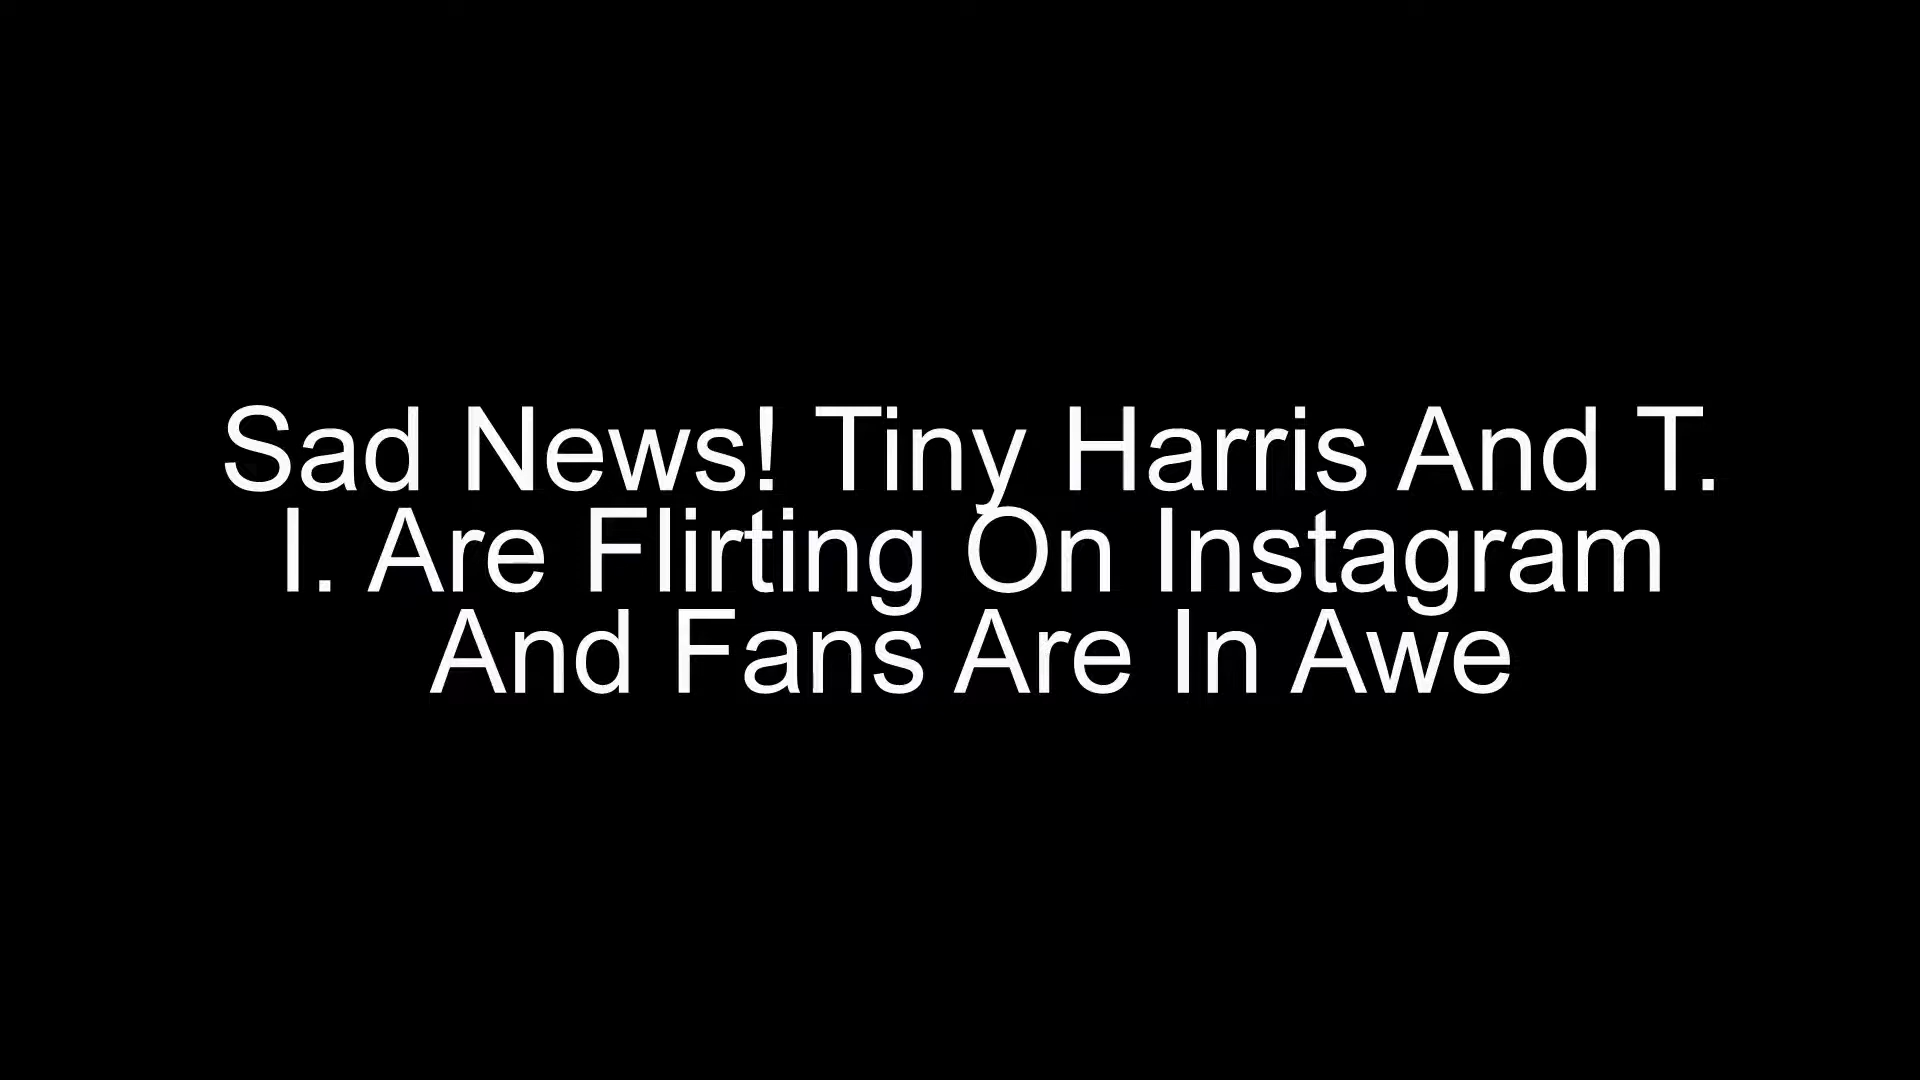 Sad News! Tiny Harris And T.
I. Are Flirting On Instagram
And Fans Are In Awe